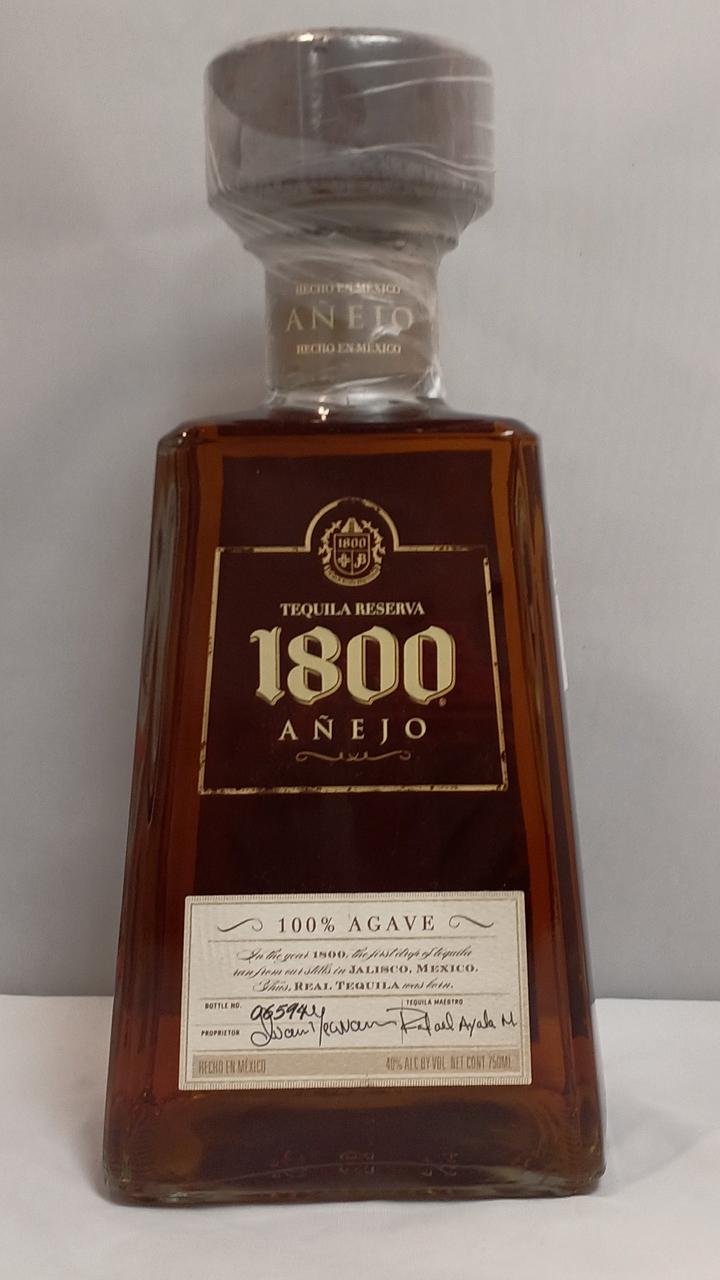 HECHO EN MEXICO
AÑEJO
HECHO EN MEXICO
1800
TEQUILA RESERVA
1800
AÑEJO
100% AGAVE
In the year 1800, the first drop of tequila
ran from our stills in JALISCO, MEXICO.
Thus, REAL TEQUILA was born.
BOTTLE NO. TEQUILA MAESTRO
Rafael Ayala M
PROPRIETOR
HECHO EN MÉXICO 40% ALC BY VOL NET CONT 750ML